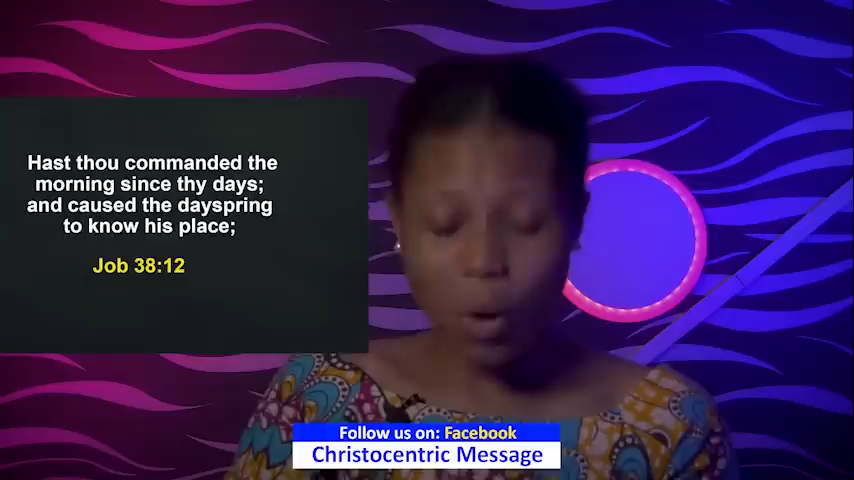 Hast thou commanded the
morning since thy days;
and caused the dayspring
to know his place;
Job 38:12
Follow us on: Facebook
Christocentric Message